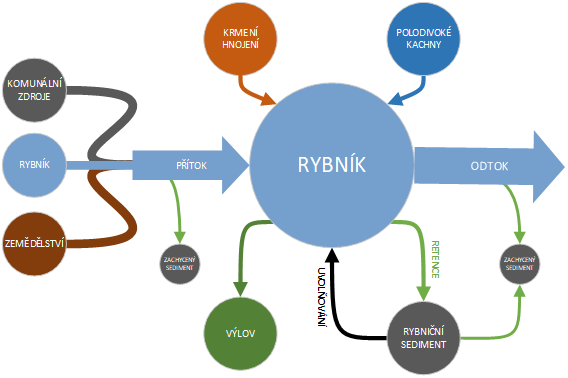 KRMENÍ
HNOJENÍ
POLODIVOKÉ
KACHNY
KOMUNÁLNÍ
ZDROJE
RYBNÍK
PŘÍTOK
RYBNÍK
ODTOK
ZEMĚDĚLSTVÍ
ZACHYCENÝ
SEDIMENT
UVOLŇOVÁNÍ
RETENCE
ZACHYCENÝ
SEDIMENT
VÝLOV
RYBNIČNÍ
SEDIMENT